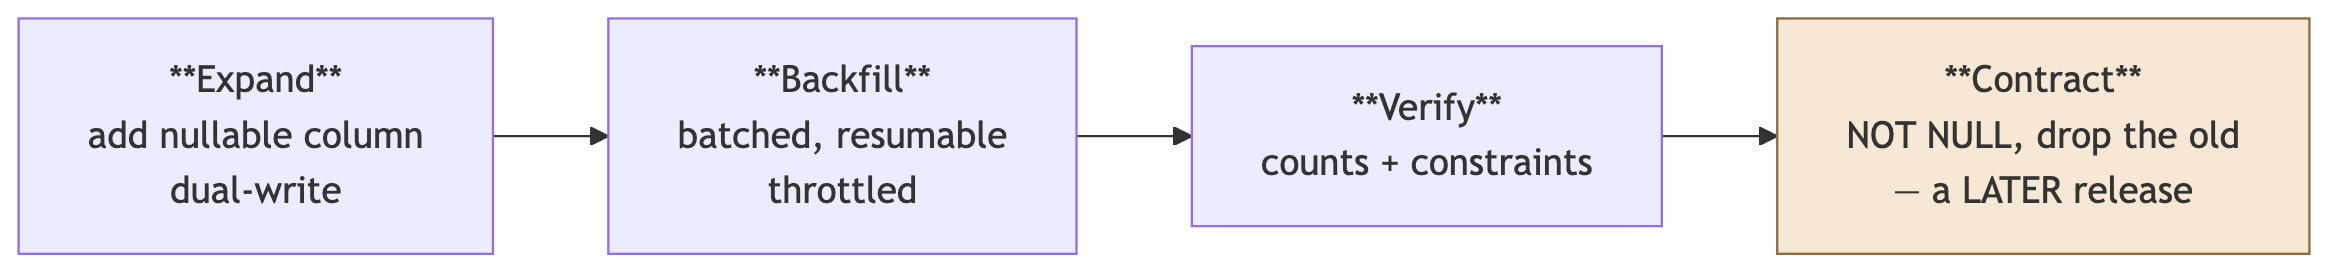 **Expand**
add nullable column
dual-write
**Backfill**
batched, resumable
throttled
**Verify**
counts + constraints
**Contract**
NOT NULL, drop the old
— a LATER release